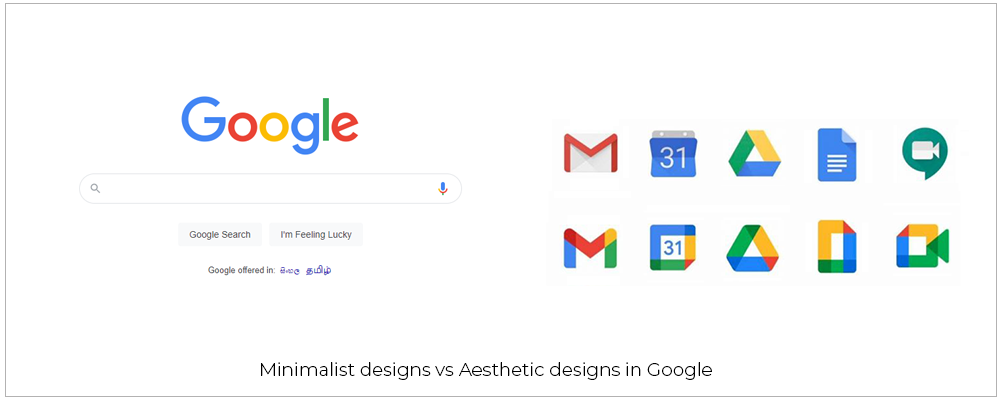 Google
Google Search I'm Feeling Lucky
Google offered in: සිංහල தமிழ்
31
31
Minimalist designs vs Aesthetic designs in Google